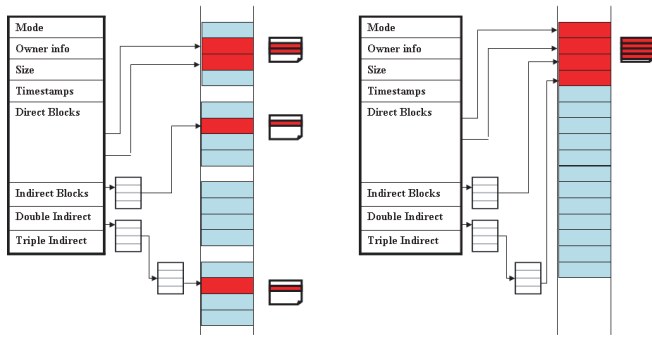 Mode
Owner info
Size
Timestamps
Direct Blocks
Indirect Blocks
Double Indirect
Triple Indirect
Mode
Owner info
Size
Timestamps
Direct Blocks
Indirect Blocks
Double Indirect
Triple Indirect